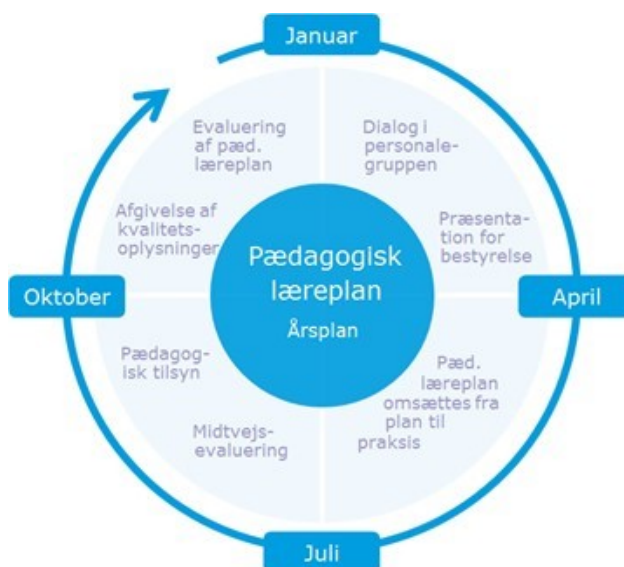 Januar
Dialog i
personale-
gruppen
Præsenta-
tion for
bestyrelse
April
Pæd.
læreplan
omsættes fra
plan til
praksis
Juli
Midtvejs-
evaluering
Pædagog-
isk tilsyn
Oktober
Afgivelse af
kvalitets-
oplysninger
Evaluering
af pæd.
læreplan
Pædagogisk
læreplan
Årsplan